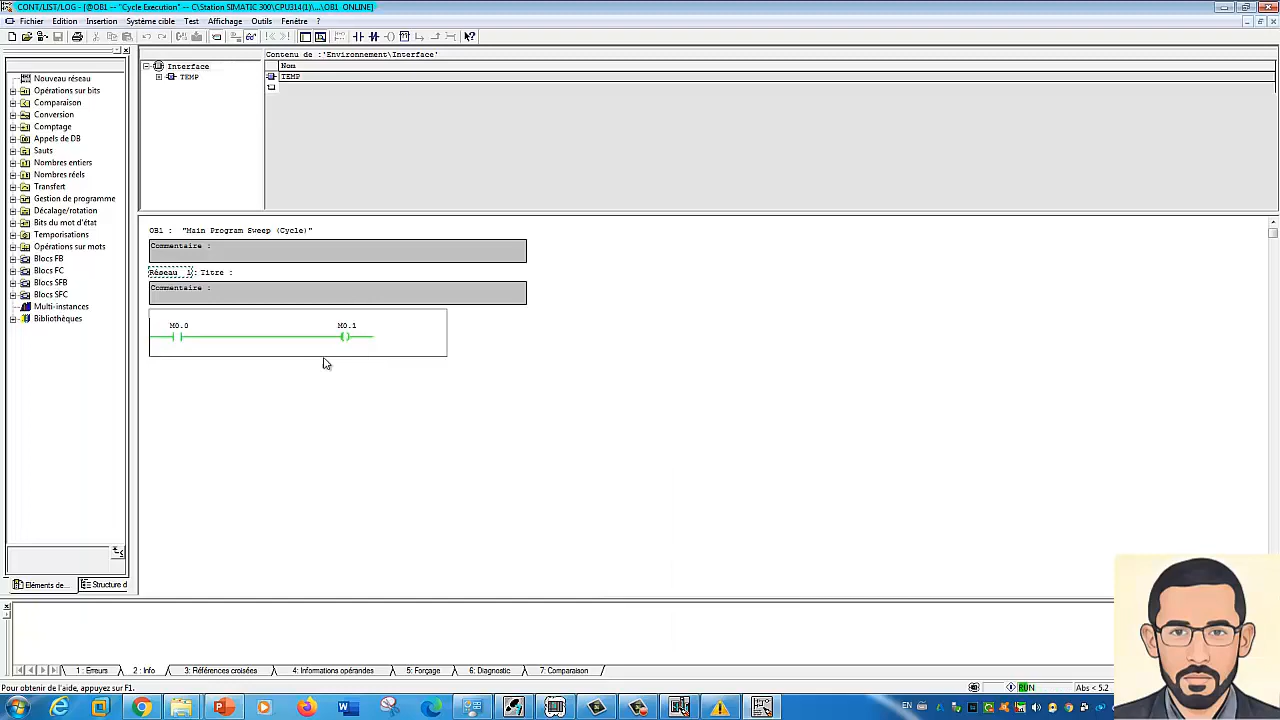 CONT/LIST/LOG - [@OB1 -- "Cycle Execution" -- C\Station SIMATIC 300\CPU314(1)\...\OB1 ONLINE]
Fichier Edition Insertion Système cible Test Affichage Outils Fenêtre ?
Nouveau réseau
Opérations sur bits
Comparaison
Conversion
Comptage
Appels de DB
Sauts
Nombres entiers
Nombres réels
Transfert
Gestion de programme
Décalage/rotation
Bits du mot d'état
Temporisations
Opérations sur mots
Blocs FB
Blocs FC
Blocs SFB
Blocs SFC
Multi-instances
Bibliothèques
Eléments de... Structure d
Interface
TEMP
Contenu de :'Environnement\Interface'
Nom
TEMP
OB1 : "Main Program Sweep (Cycle)"
Commentaire :
Réseau 1: Titre :
Commentaire :
M0.0 M0.1
1 : Erreurs 2 : Info 3: Références croisées 4: Informations opérandes 5: Forçage 6: Diagnostic 7: Comparaison
Pour obtenir de l'aide, appuyez sur F1.
RUN Abs < 5.2
EN